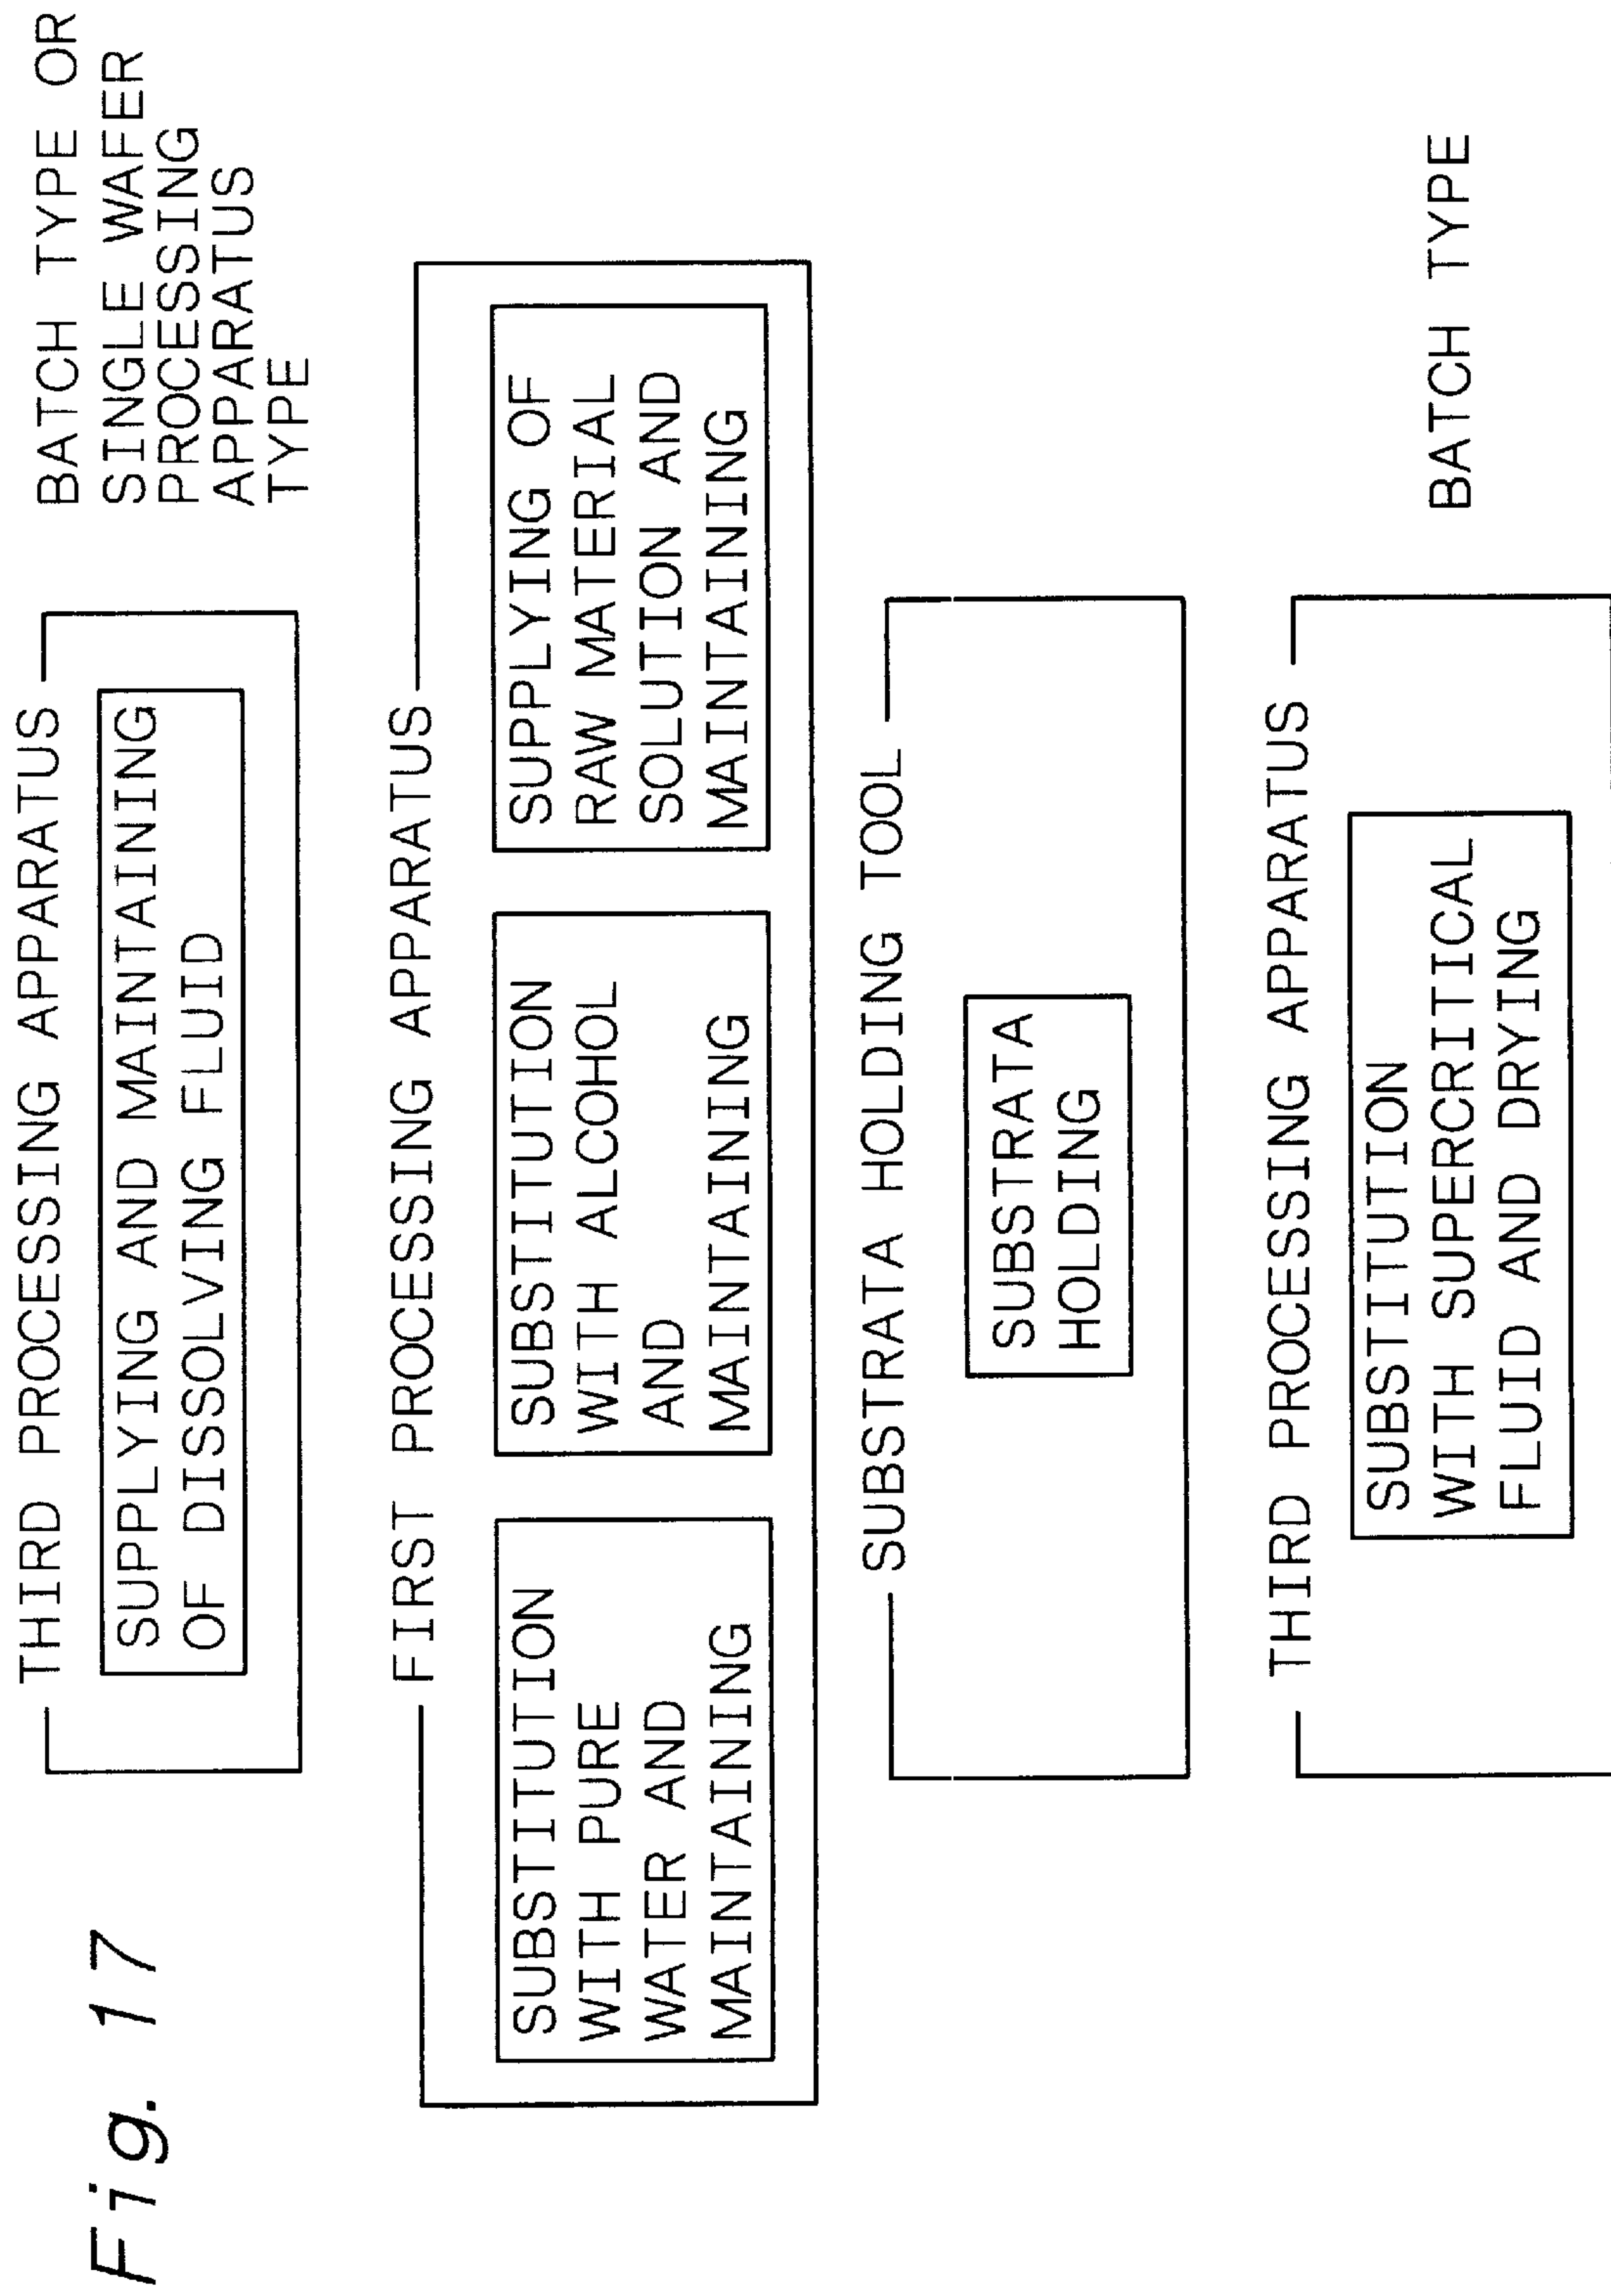 Fig. 17
THIRD PROCESSING APPARATUS
SUPPLYING AND MAINTAINING
OF DISSOLVING FLUID
BATCH TYPE OR
SINGLE WAFER
PROCESSING
APPARATUS
TYPE
FIRST PROCESSING APPARATUS
SUBSTITUTION
WITH PURE
WATER AND
MAINTAINING
SUBSTITUTION
WITH ALCOHOL
AND
MAINTAINING
SUPPLYING OF
RAW MATERIAL
SOLUTION AND
MAINTAINING
SUBSTRATA HOLDING TOOL
SUBSTRATA
HOLDING
THIRD PROCESSING APPARATUS
SUBSTITUTION
WITH SUPERCRITICAL
FLUID AND DRYING
BATCH TYPE